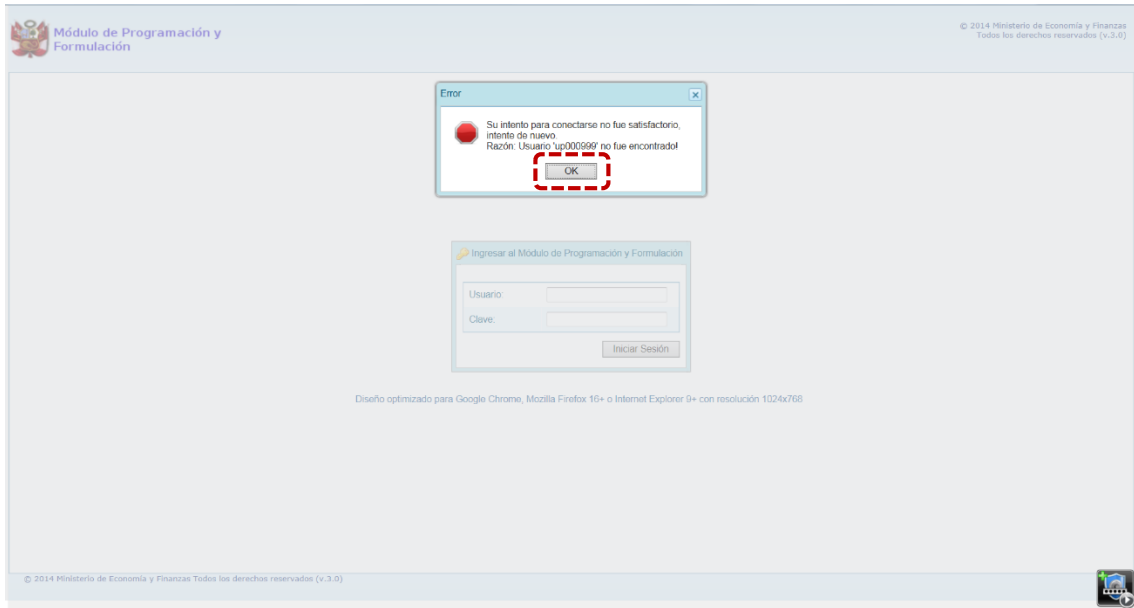 Módulo de Programación y
Formulación
© 2014 Ministerio de Economía y Finanzas
Todos los derechos reservados (v.3.0)
Error
Su intento para conectarse no fue satisfactorio,
intente de nuevo.
Razón: Usuario 'up000999' no fue encontrado!
OK
Ingresar al Módulo de Programación y Formulación
Usuario:
Clave:
Iniciar Sesión
Diseño optimizado para Google Chrome, Mozilla Firefox 16+ o Internet Explorer 9+ con resolución 1024x768
© 2014 Ministerio de Economía y Finanzas Todos los derechos reservados (v.3.0)